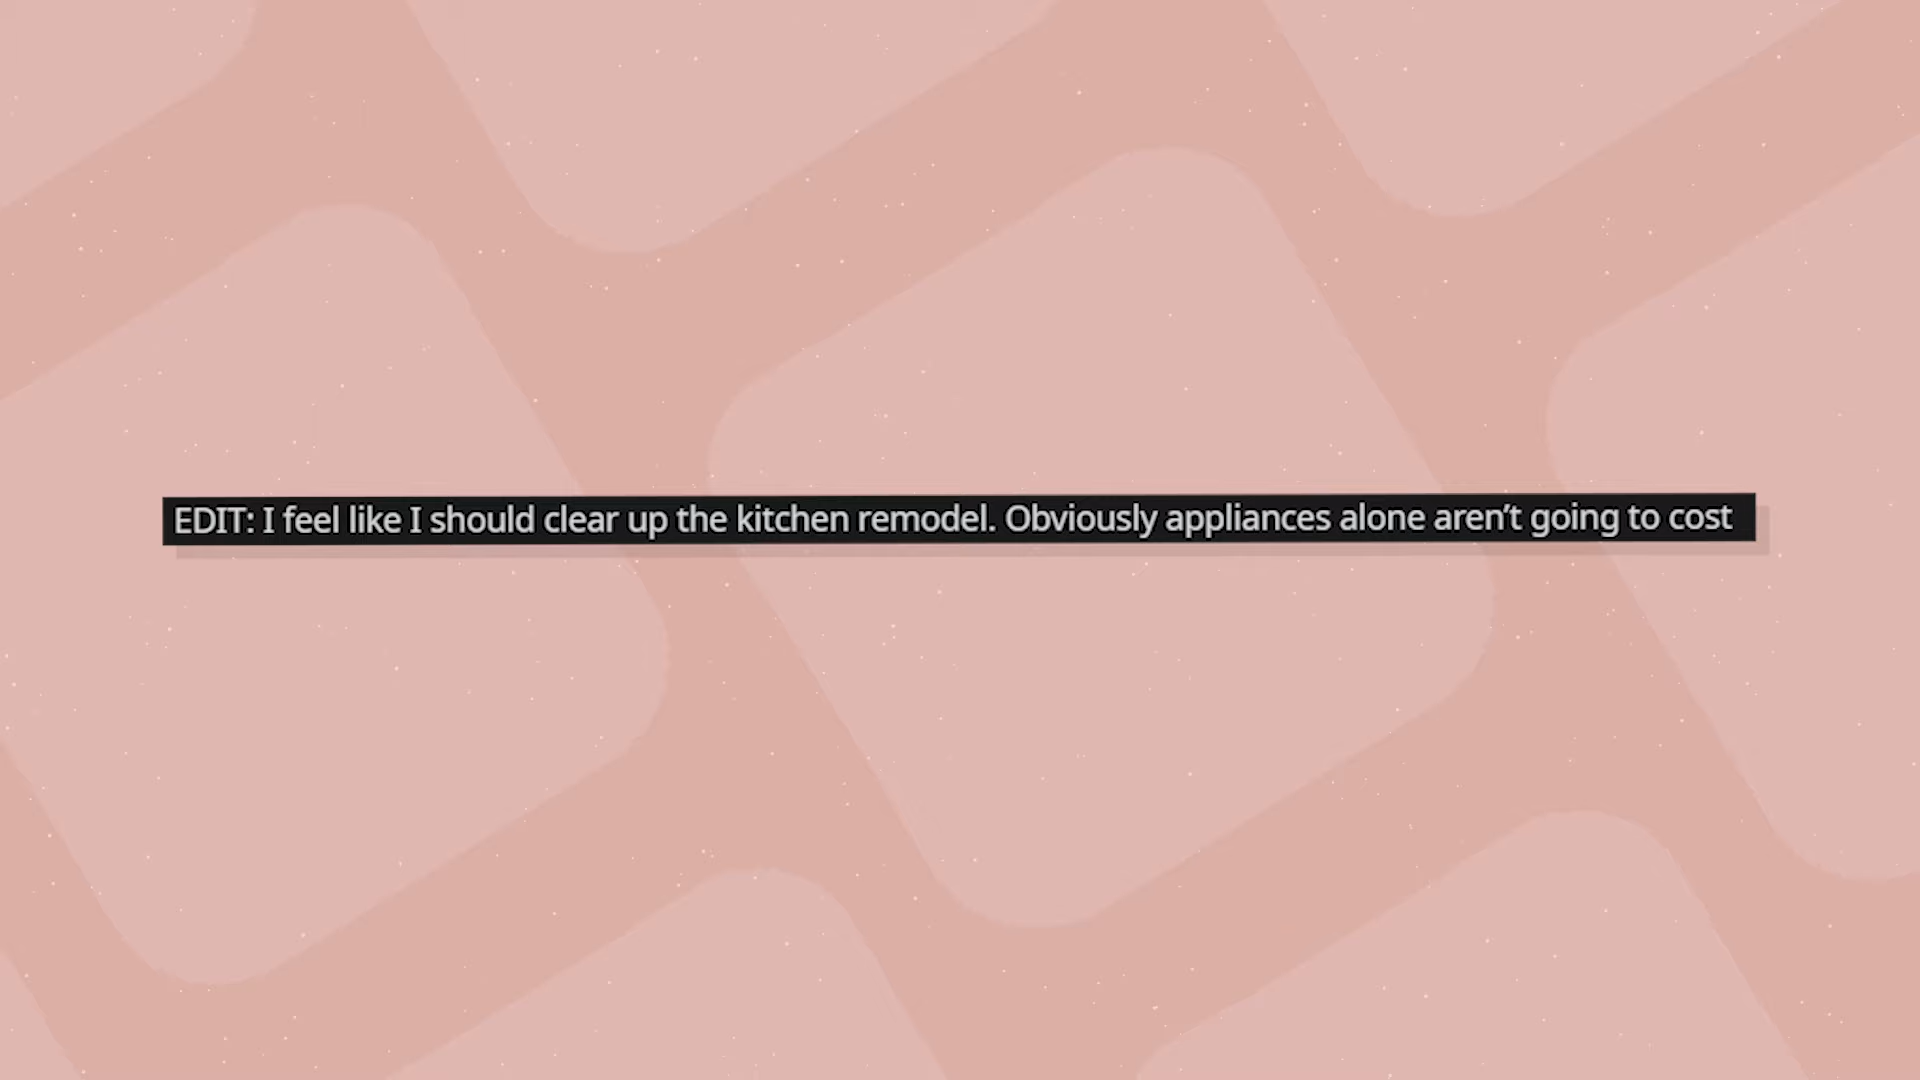 EDIT: I feel like I should clear up the kitchen remodel. Obviously appliances alone aren’t going to cost